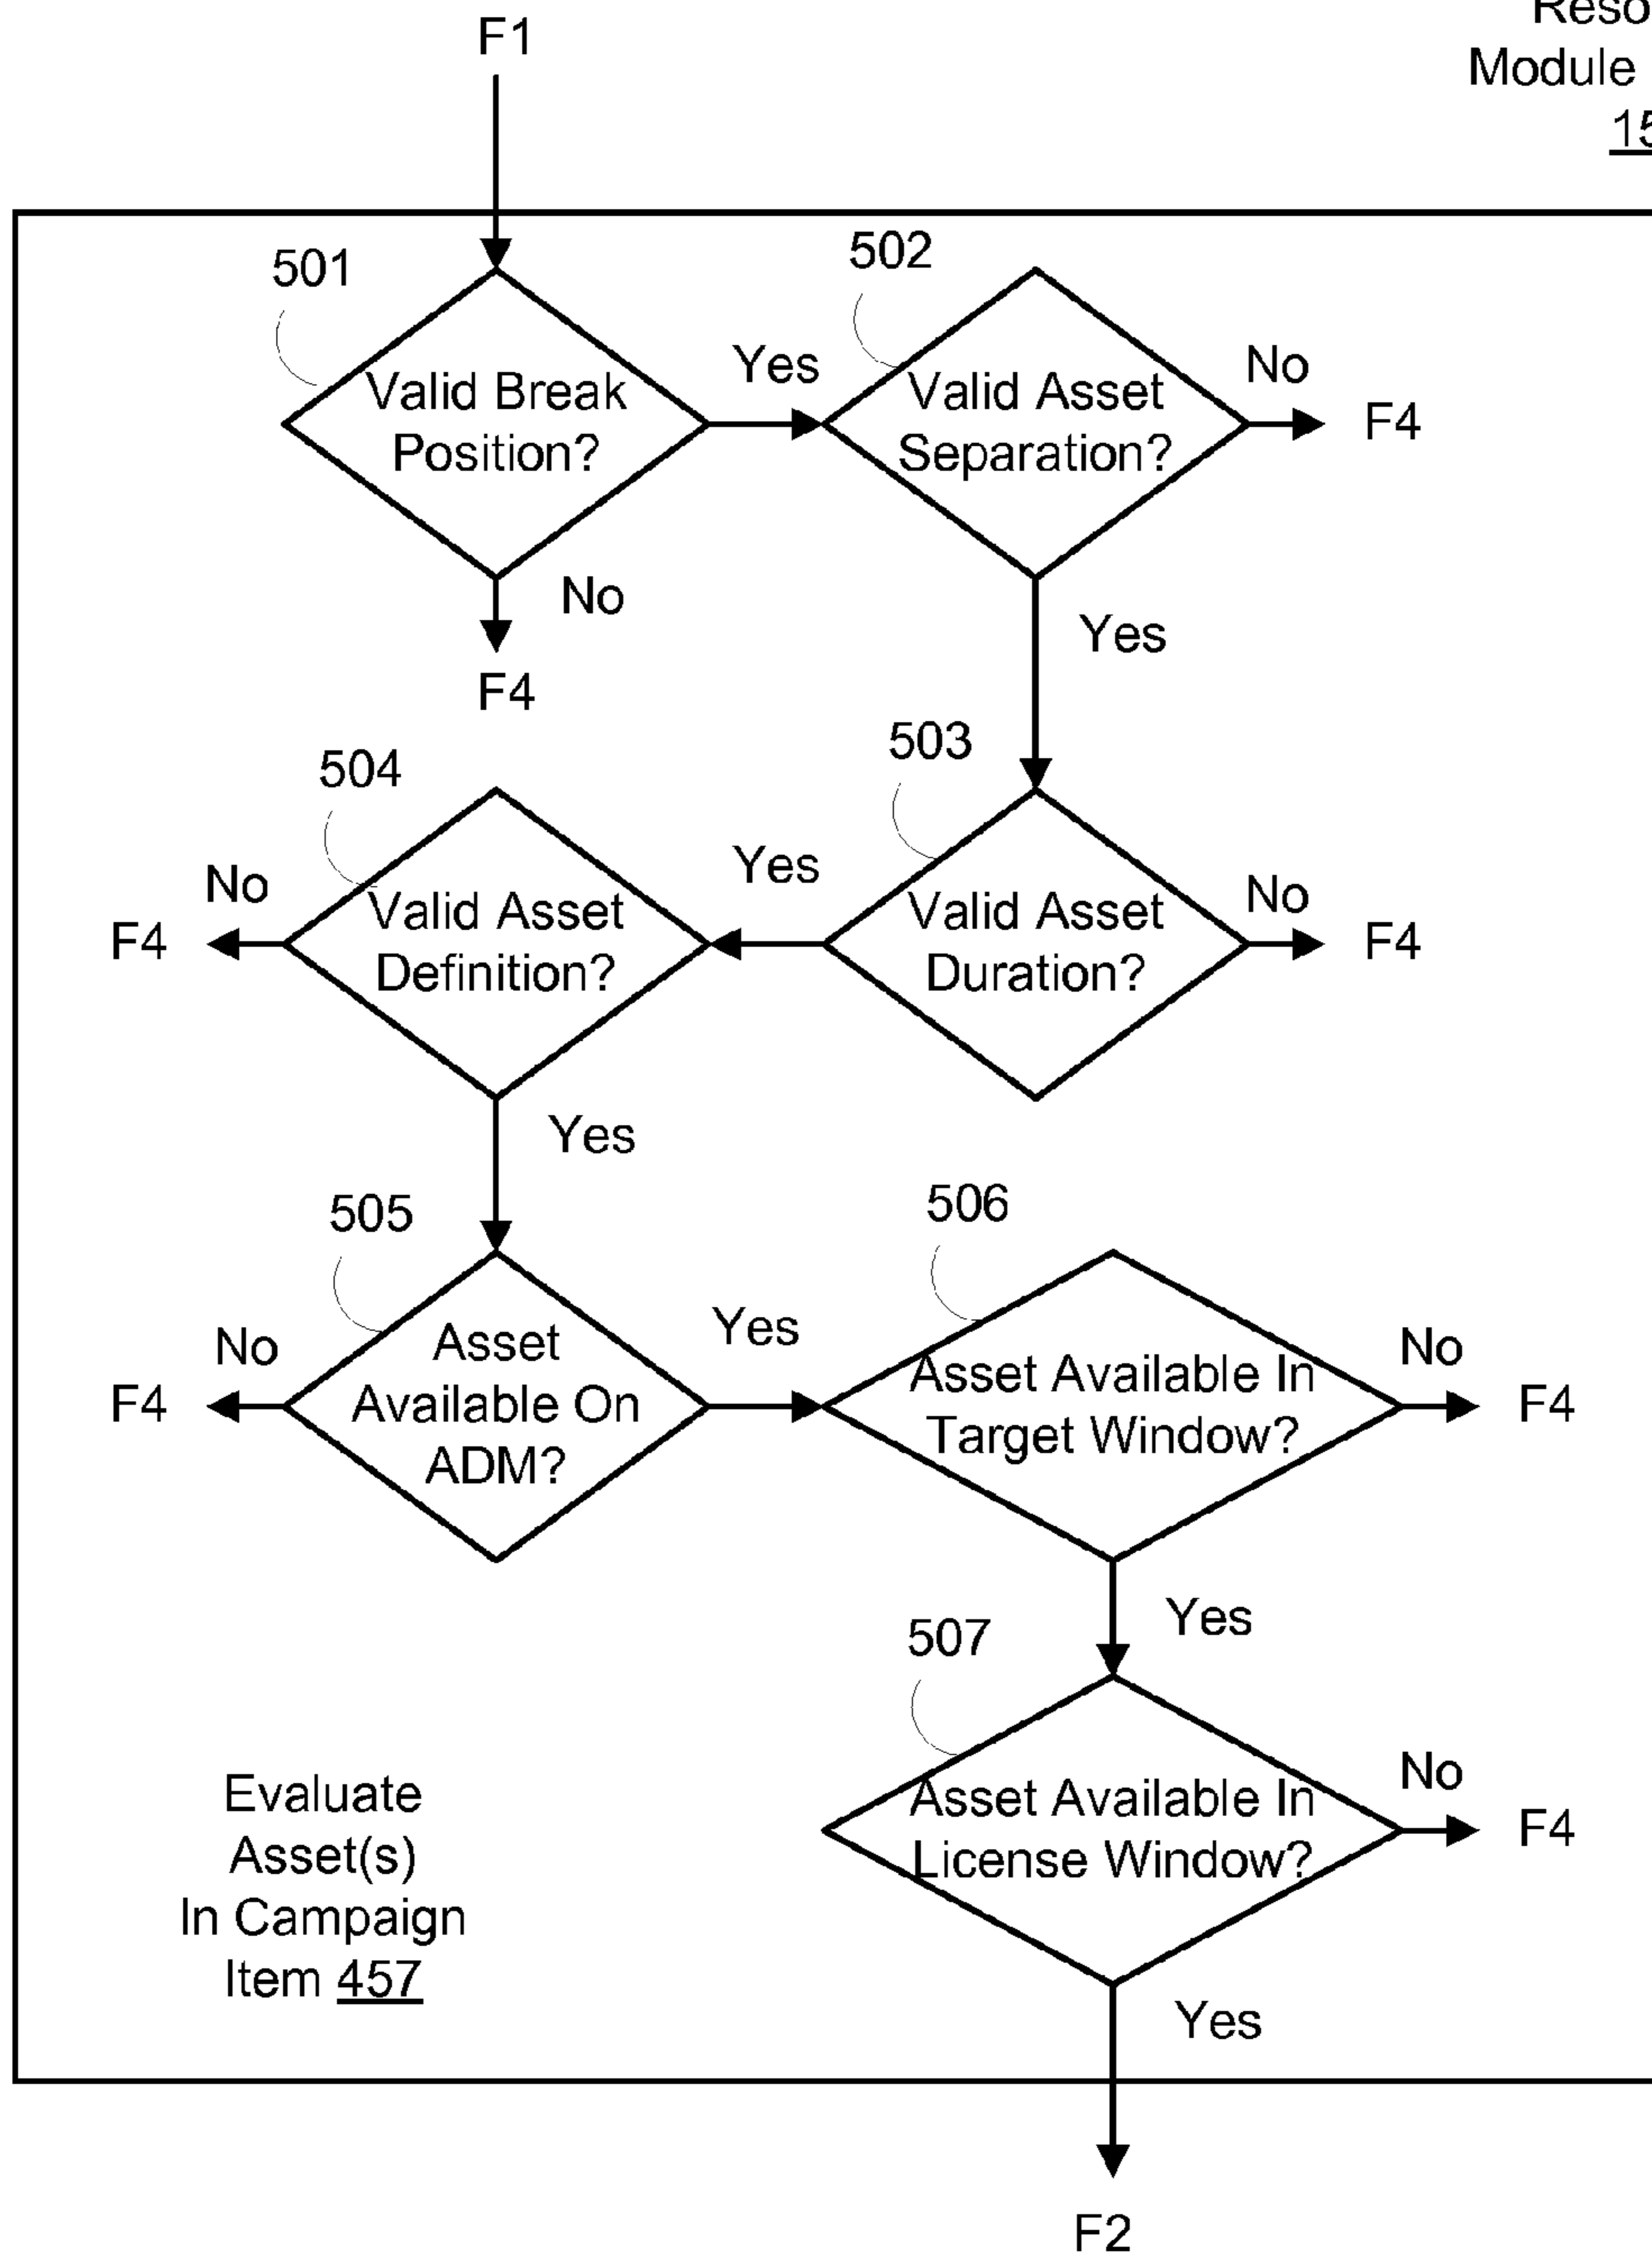 F1
Module
501
502
Valid Break
Position?
Yes
Valid Asset
Separation?
No
F4
No
F4
Yes
503
504
No
F4
Valid Asset
Definition?
Yes
Valid Asset
Duration?
No
F4
Yes
505
506
No
F4
Asset
Available On
ADM?
Yes
Asset Available In
Target Window?
No
F4
Yes
507
Asset Available In
License Window?
No
F4
Evaluate
Asset(s)
In Campaign
Item 457
Yes
F2